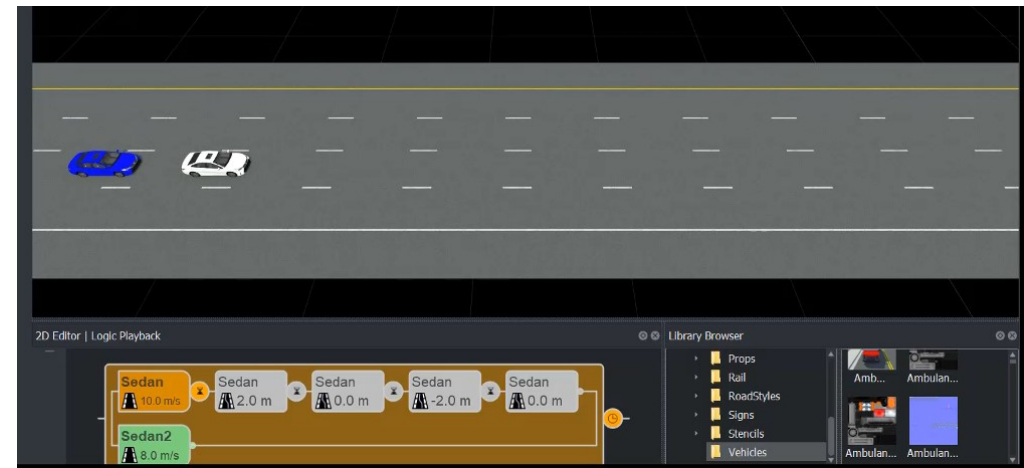 2D Editor | Logic Playback
Sedan
10.0 m/s
Sedan
2.0 m
Sedan
0.0 m
Sedan
-2.0 m
Sedan
0.0 m
Sedan2
8.0 m/s
Library Browser
Props
Rail
RoadStyles
Signs
Stencils
Vehicles
Amb...
Ambulan...
Ambulan...
Ambulan...